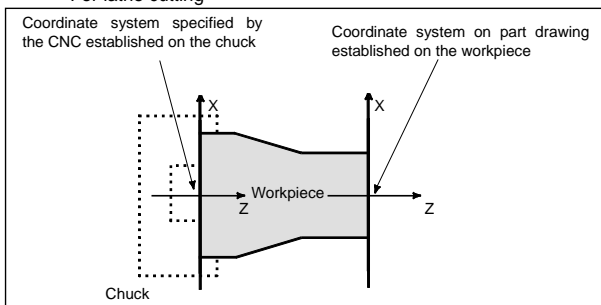 For lathe cutting
Coordinate system specified by
the CNC established on the chuck
Coordinate system on part drawing
established on the workpiece
X
X
Workpiece
Z
Z
Chuck